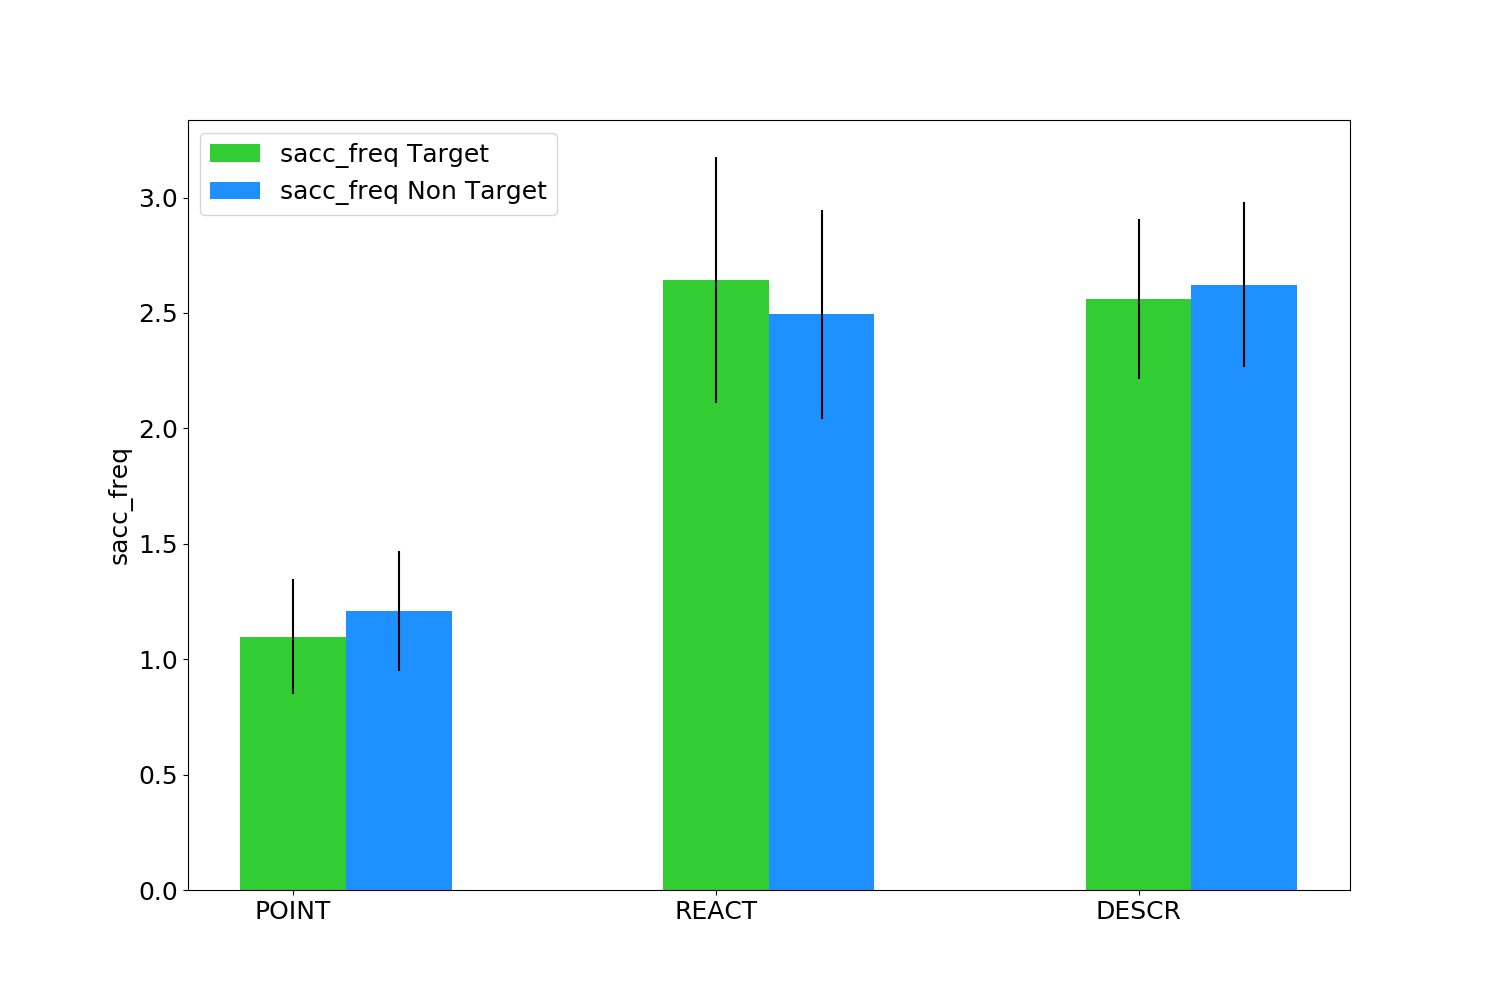 sacc_freq Target
sacc_freq Non Target
sacc_freq
3.0
2.5
2.0
1.5
1.0
0.5
0.0
POINT REACT DESCR